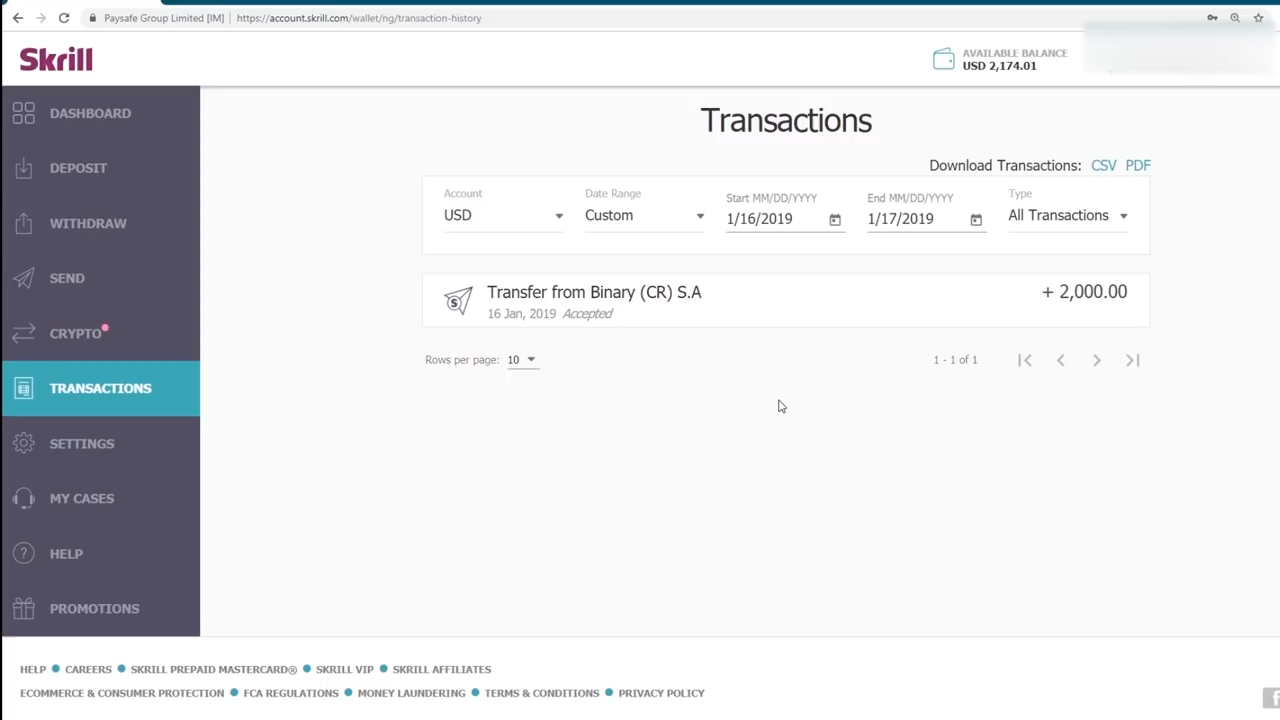 Paysafe Group Limited [IM] | https://account.skrill.com/wallet/ng/transaction-history
Skrill
AVAILABLE BALANCE
USD 2,174.01
DASHBOARD
DEPOSIT
WITHDRAW
SEND
CRYPTO
TRANSACTIONS
SETTINGS
MY CASES
HELP
PROMOTIONS
Transactions
Download Transactions: CSV PDF
Account Date Range Start MM/DD/YYYY End MM/DD/YYYY Type
USD Custom 1/16/2019 1/17/2019 All Transactions
Transfer from Binary (CR) S.A + 2,000.00
16 Jan, 2019 Accepted
Rows per page: 10 1 - 1 of 1
HELP CAREERS SKRILL PREPAID MASTERCARD® SKRILL VIP SKRILL AFFILIATES
ECOMMERCE & CONSUMER PROTECTION FCA REGULATIONS MONEY LAUNDERING TERMS & CONDITIONS PRIVACY POLICY